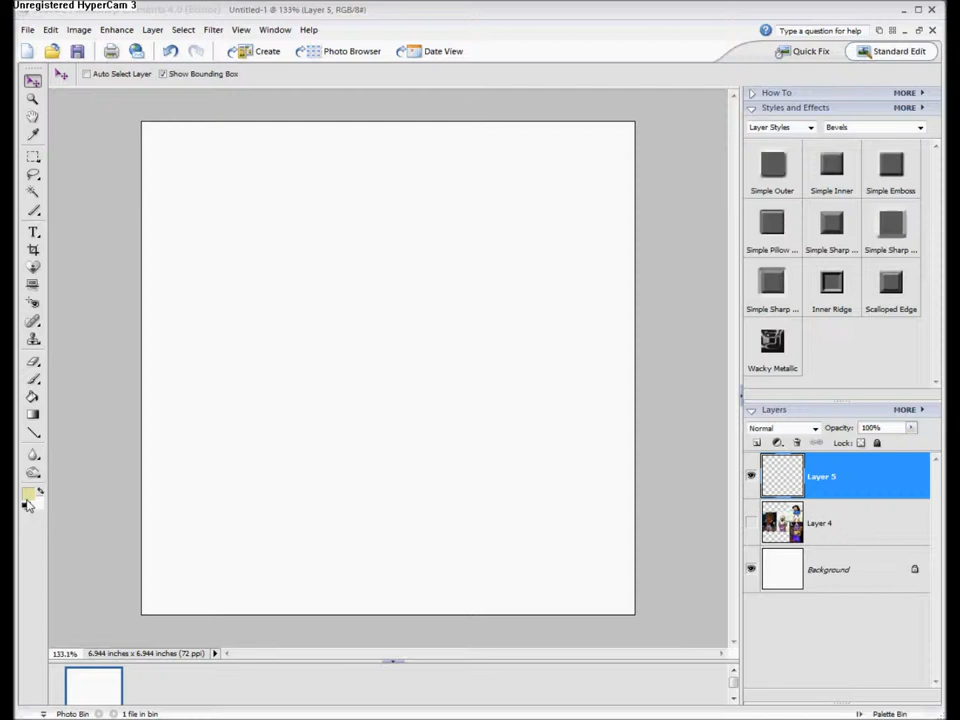 Unregistered HyperCam 3
Untitled-1 @ 133% (Layer 5, RGB/8#)
File Edit Image Enhance Layer Select Filter View Window Help
Type a question for help
Create Photo Browser Date View Quick Fix Standard Edit
Auto Select Layer Show Bounding Box
How To MORE
Styles and Effects MORE
Layer Styles Bevels
Simple Outer Simple Inner Simple Emboss
Simple Pillow ... Simple Sharp ... Simple Sharp ...
Simple Sharp ... Inner Ridge Scalloped Edge
Wacky Metallic
Layers MORE
Normal Opacity: 100%
Lock:
Layer 5
Layer 4
Background
133.1% 6.944 inches x 6.944 inches (72 ppi)
Photo Bin 1 file in bin Palette Bin